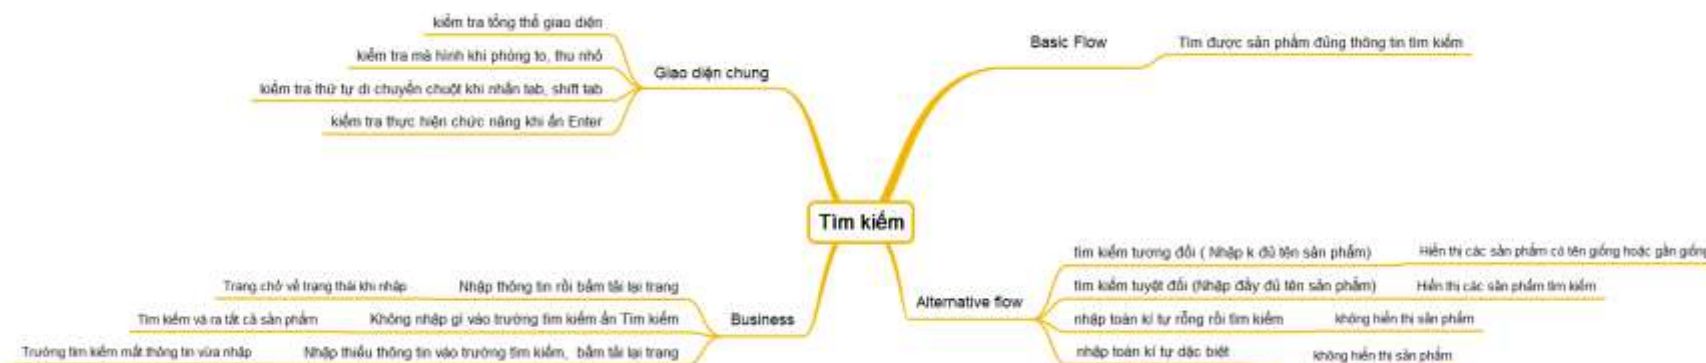 kiểm tra tổng thể giao diện
kiểm tra mà hình khi phóng to, thu nhỏ
kiểm tra thứ tự di chuyển chuột khi nhấn tab, shift tab
kiểm tra thực hiện chức năng khi ấn Enter
Giao diện chung
Basic Flow
Tìm được sản phẩm đúng thông tin tìm kiếm
Tìm kiếm
Nhập thông tin rồi bấm tải lại trang
Trang chở về trạng thái khi nhập
Không nhập gì vào trường tìm kiếm ấn Tìm kiếm
Tìm kiếm và ra tất cả sản phẩm
Nhập thiếu thông tin vào trường tìm kiếm, bấm tải lại trang
Trường tìm kiếm mất thông tin vừa nhập
Business
Alternative flow
tìm kiếm tương đối ( Nhập k đủ tên sản phẩm)
Hiển thị các sản phẩm có tên giống hoặc gần giống
tìm kiếm tuyệt đối (Nhập đầy đủ tên sản phẩm)
Hiển thị các sản phẩm tìm kiếm
nhập toàn kí tự rỗng rồi tìm kiếm
không hiển thị sản phẩm
nhập toàn kí tự dặc biệt
không hiển thị sản phẩm